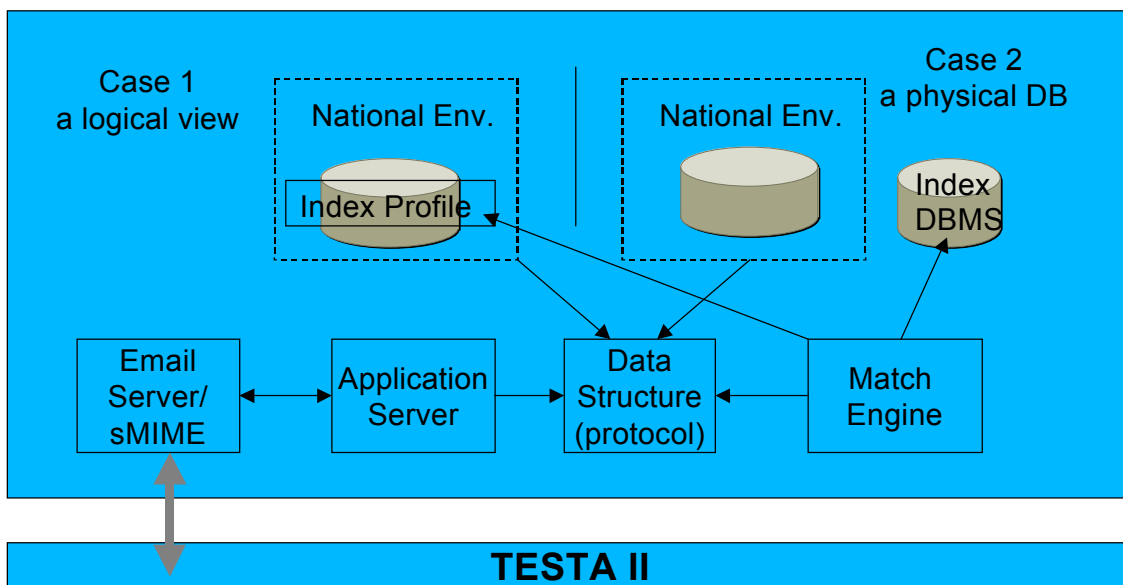 Case 1
a logical view
National Env.
Index Profile
National Env.
Case 2
a physical DB
Index
DBMS
Email
Server/
sMIME
Application
Server
Data
Structure
(protocol)
Match
Engine
TESTA II